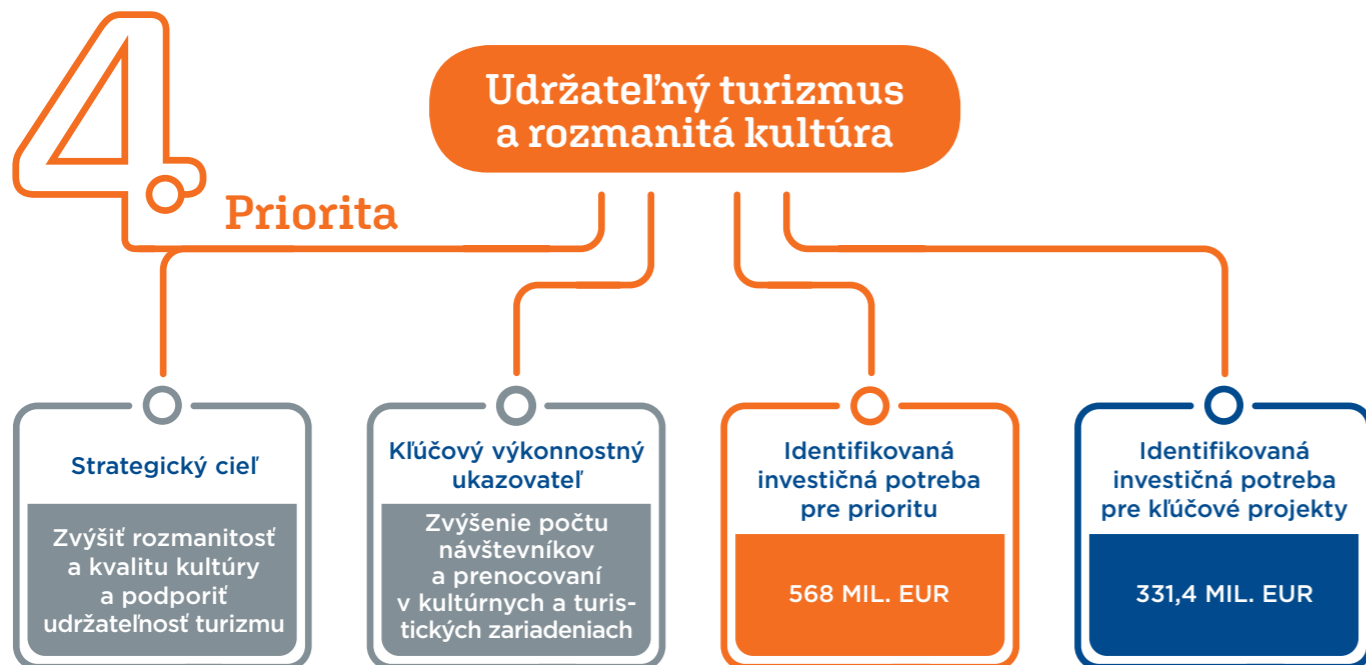 4.
Priorita
Udržateľný turizmus
a rozmanitá kultúra
Strategický cieľ
Zvýšiť rozmanitosť
a kvalitu kultúry
a podporiť
udržateľnosť turizmu
Kľúčový výkonnostný
ukazovateľ
Zvýšenie počtu
návštevníkov
a prenocovaní
v kultúrnych a turis-
tických zariadeniach
Identifikovaná
investičná potreba
pre prioritu
568 MIL. EUR
Identifikovaná
investičná potreba
pre kľúčové projekty
331,4 MIL. EUR